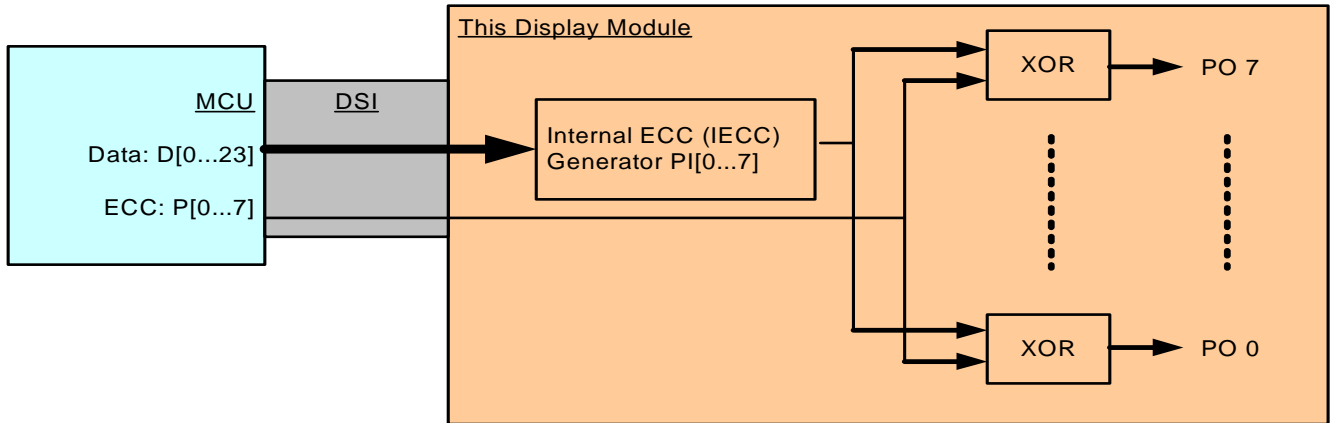 This Display Module
MCU
DSI
Data: D[0...23]
ECC: P[0...7]
Internal ECC (IECC)
Generator PI[0...7]
XOR
PO 7
XOR
PO 0